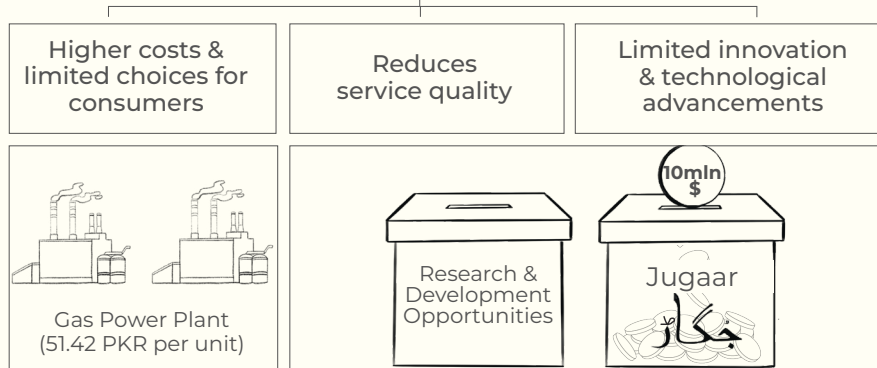 Higher costs &
limited choices for
consumers
Reduces
service quality
Limited innovation
& technological
advancements
Gas Power Plant
(51.42 PKR per unit)
Research &
Development
Opportunities
10mln
$
Jugaar
جگاڑ